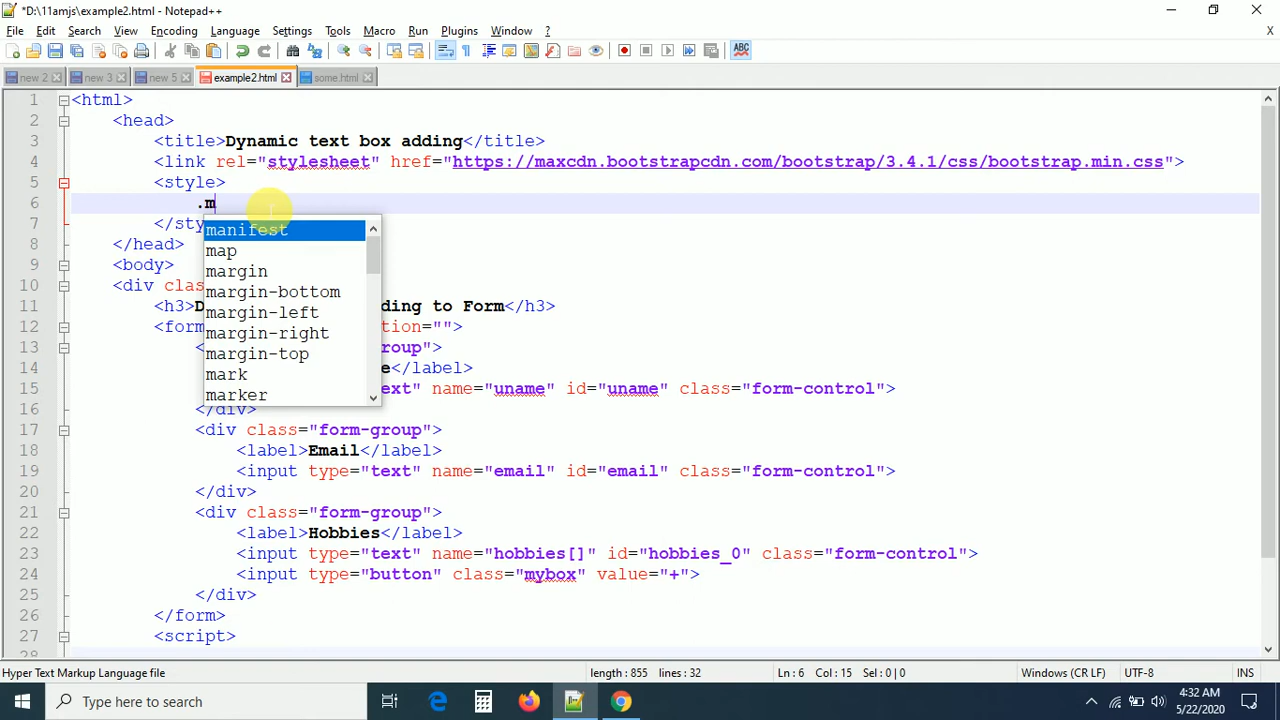 *D:\11amjs\example2.html - Notepad++
File Edit Search View Encoding Language Settings Tools Macro Run Plugins Window ?
X
ABC
new 2 new 3 new 5 example2.html some.html
1 <html>
2 <head>
3 <title>Dynamic text box adding</title>
4 <link rel="stylesheet" href="https://maxcdn.bootstrapcdn.com/bootstrap/3.4.1/css/bootstrap.min.css">
5 <style>
6 .m
7 </sty
manifest
map
margin
margin-bottom
margin-left
margin-right
margin-top
mark
marker
8 </head>
9 <body>
10 <div clas
11 <h3>D ding to Form</h3>
12 <form tion="">
13 < group">
14 e</label>
15 text" name="uname" id="uname" class="form-control">
16 </div>
17 <div class="form-group">
18 <label>Email</label>
19 <input type="text" name="email" id="email" class="form-control">
20 </div>
21 <div class="form-group">
22 <label>Hobbies</label>
23 <input type="text" name="hobbies[]" id="hobbies_0" class="form-control">
24 <input type="button" class="mybox" value="+">
25 </div>
26 </form>
27 <script>
28
Hyper Text Markup Language file length : 855 lines : 32 Ln : 6 Col : 15 Sel : 0 | 0 Windows (CR LF) UTF-8 INS
Type here to search
4:32 AM
5/22/2020